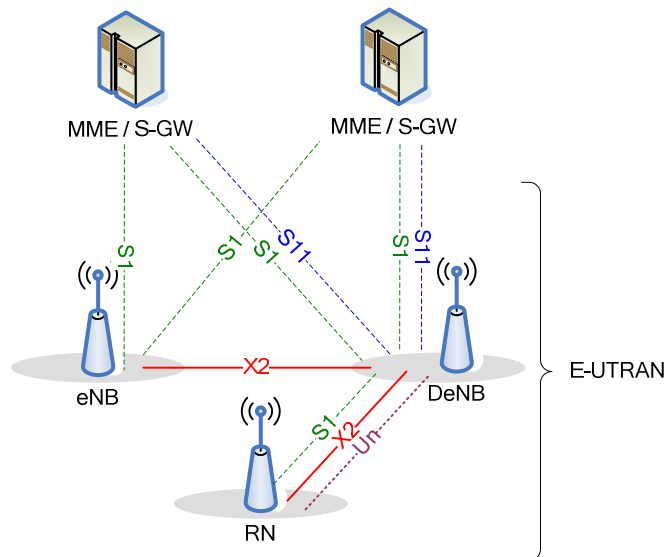 MME / S-GW
MME / S-GW
S1
S1
S1
S11
S1
S11
X2
eNB
DeNB
E-UTRAN
S1
X2
Un
RN